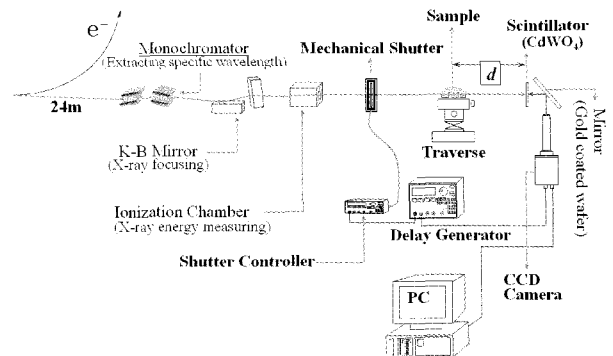 e⁻
24m
Monochromator
(Extracting specific wavelength)
K-B Mirror
(X-ray focusing)
Ionization Chamber
(X-ray energy measuring)
Mechanical Shutter
Shutter Controller
Delay Generator
Sample
d
Traverse
Scintillator
(CdWO₄)
Mirror
(Gold coated wafer)
CCD
Camera
PC